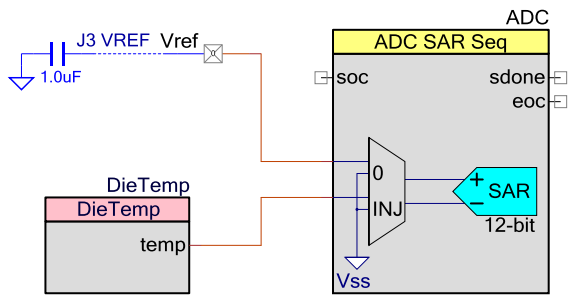 ADC
J3 VREF
Vref
ADC SAR Seq
1.0uF
soc
sdone
eoc
0
+
SAR
DieTemp
DieTemp
INJ
−
12-bit
temp
Vss